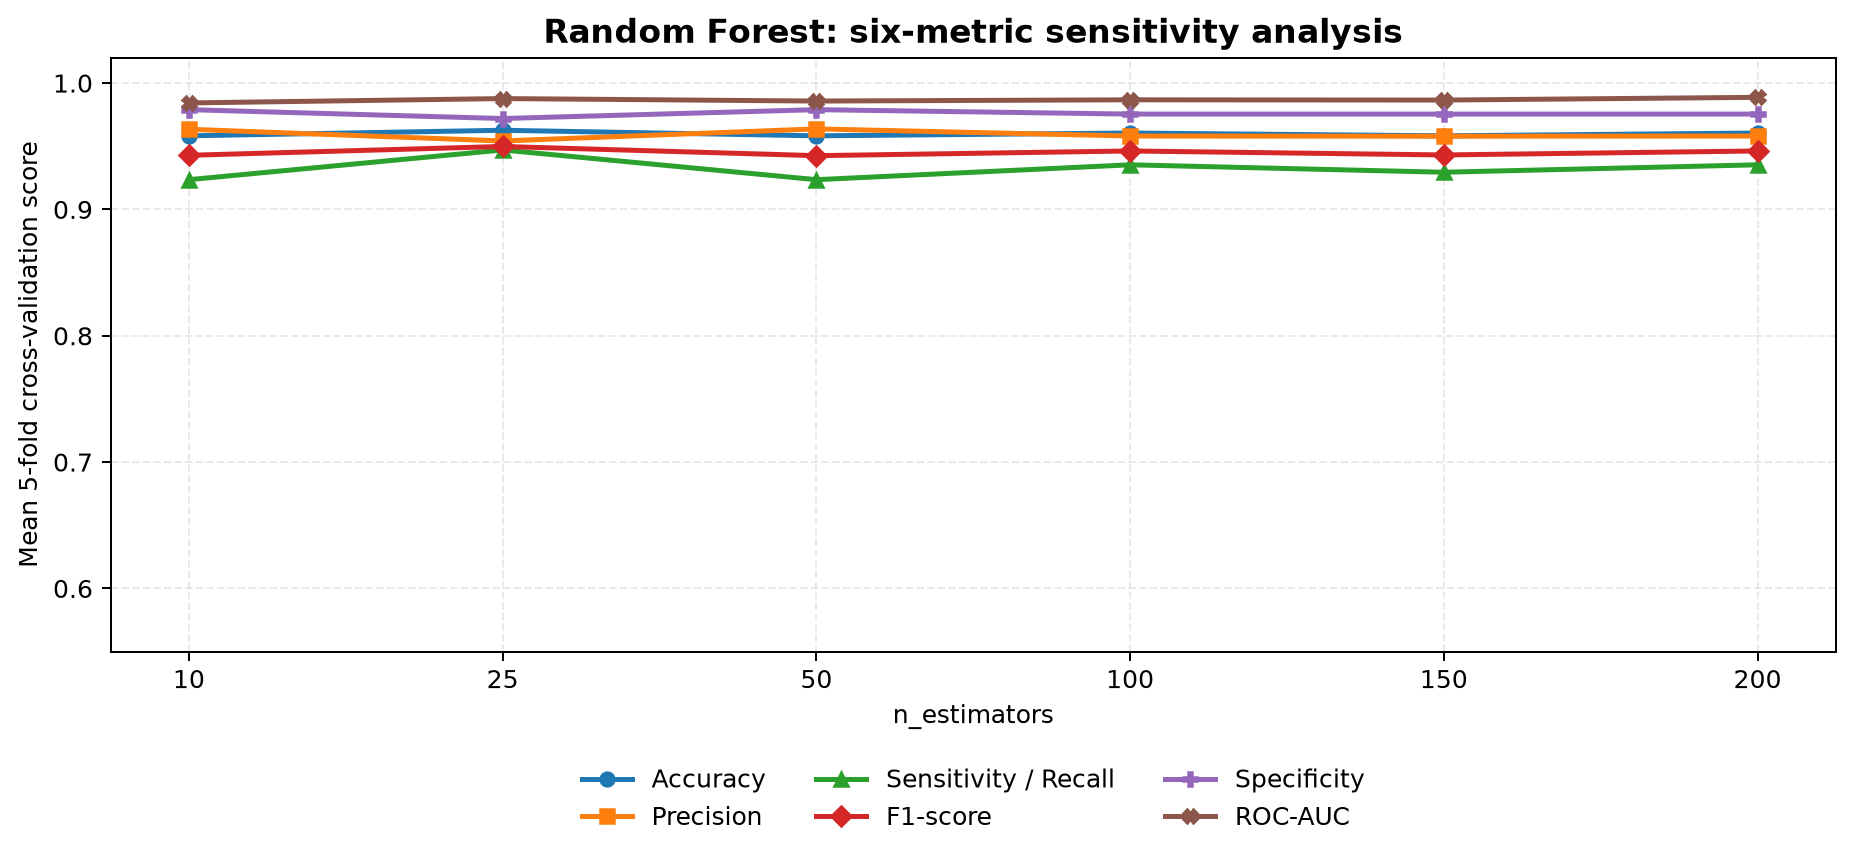 Random Forest: six-metric sensitivity analysis
Mean 5-fold cross-validation score
1.0
0.9
0.8
0.7
0.6
10 25 50 100 150 200
n_estimators
Accuracy Sensitivity / Recall Specificity
Precision F1-score ROC-AUC